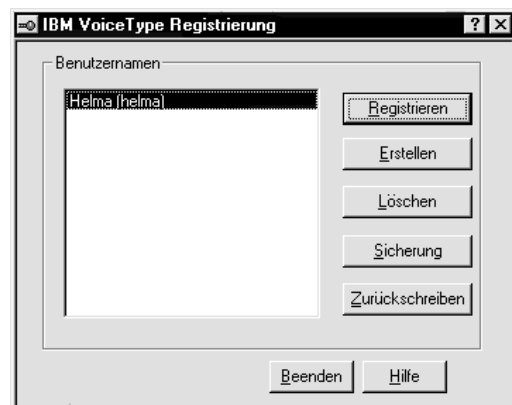 IBM VoiceType Registrierung
Benutzernamen
Helma (helma)
Registrieren
Erstellen
Löschen
Sicherung
Zurückschreiben
Beenden
Hilfe